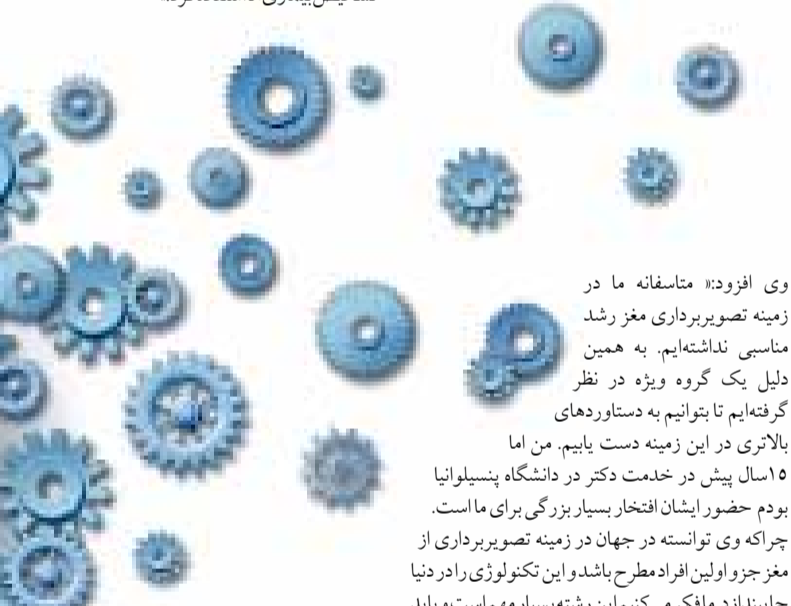 وی افزود:« متاسفانه ما در
زمینه تصویربرداری مغز رشد
مناسبی نداشته‌ایم. به همین
دلیل یک گروه ویژه در نظر
گرفته‌ایم تا بتوانیم به دستاوردهای
بالاتری در این زمینه دست یابیم. من اما
۱۵سال پیش در خدمت دکتر در دانشگاه پنسیلوانیا
بودم حضور ایشان افتخار بسیار بزرگی برای ما است.
چراکه وی توانسته در جهان در زمینه تصویربرداری از
مغز جزو اولین افراد مطرح باشد و این تکنولوژی را در دنیا